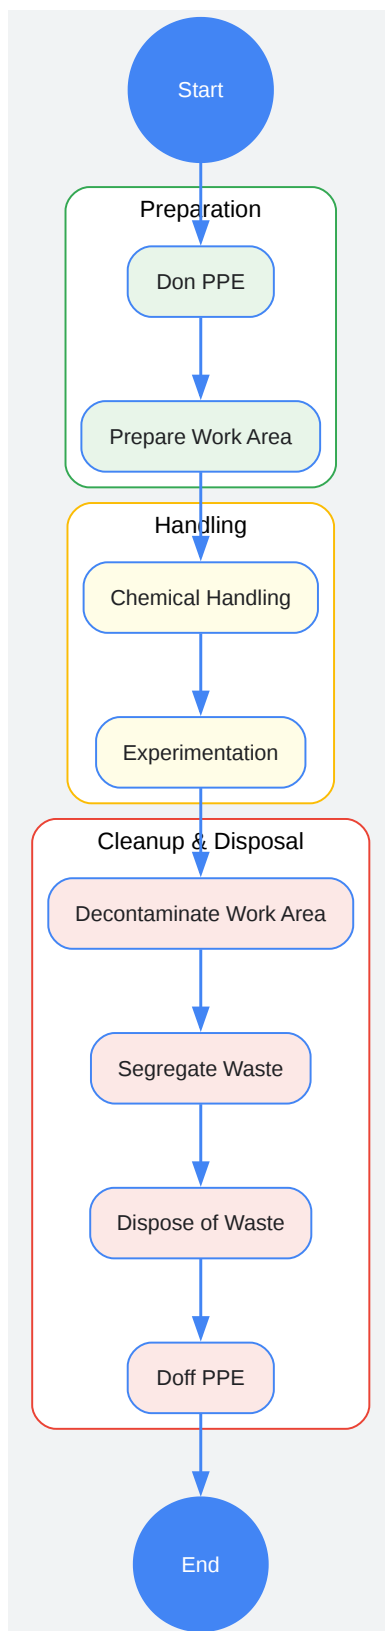 Start
Preparation
Don PPE
Prepare Work Area
Handling
Chemical Handling
Experimentation
Cleanup & Disposal
Decontaminate Work Area
Segregate Waste
Dispose of Waste
Doff PPE
End